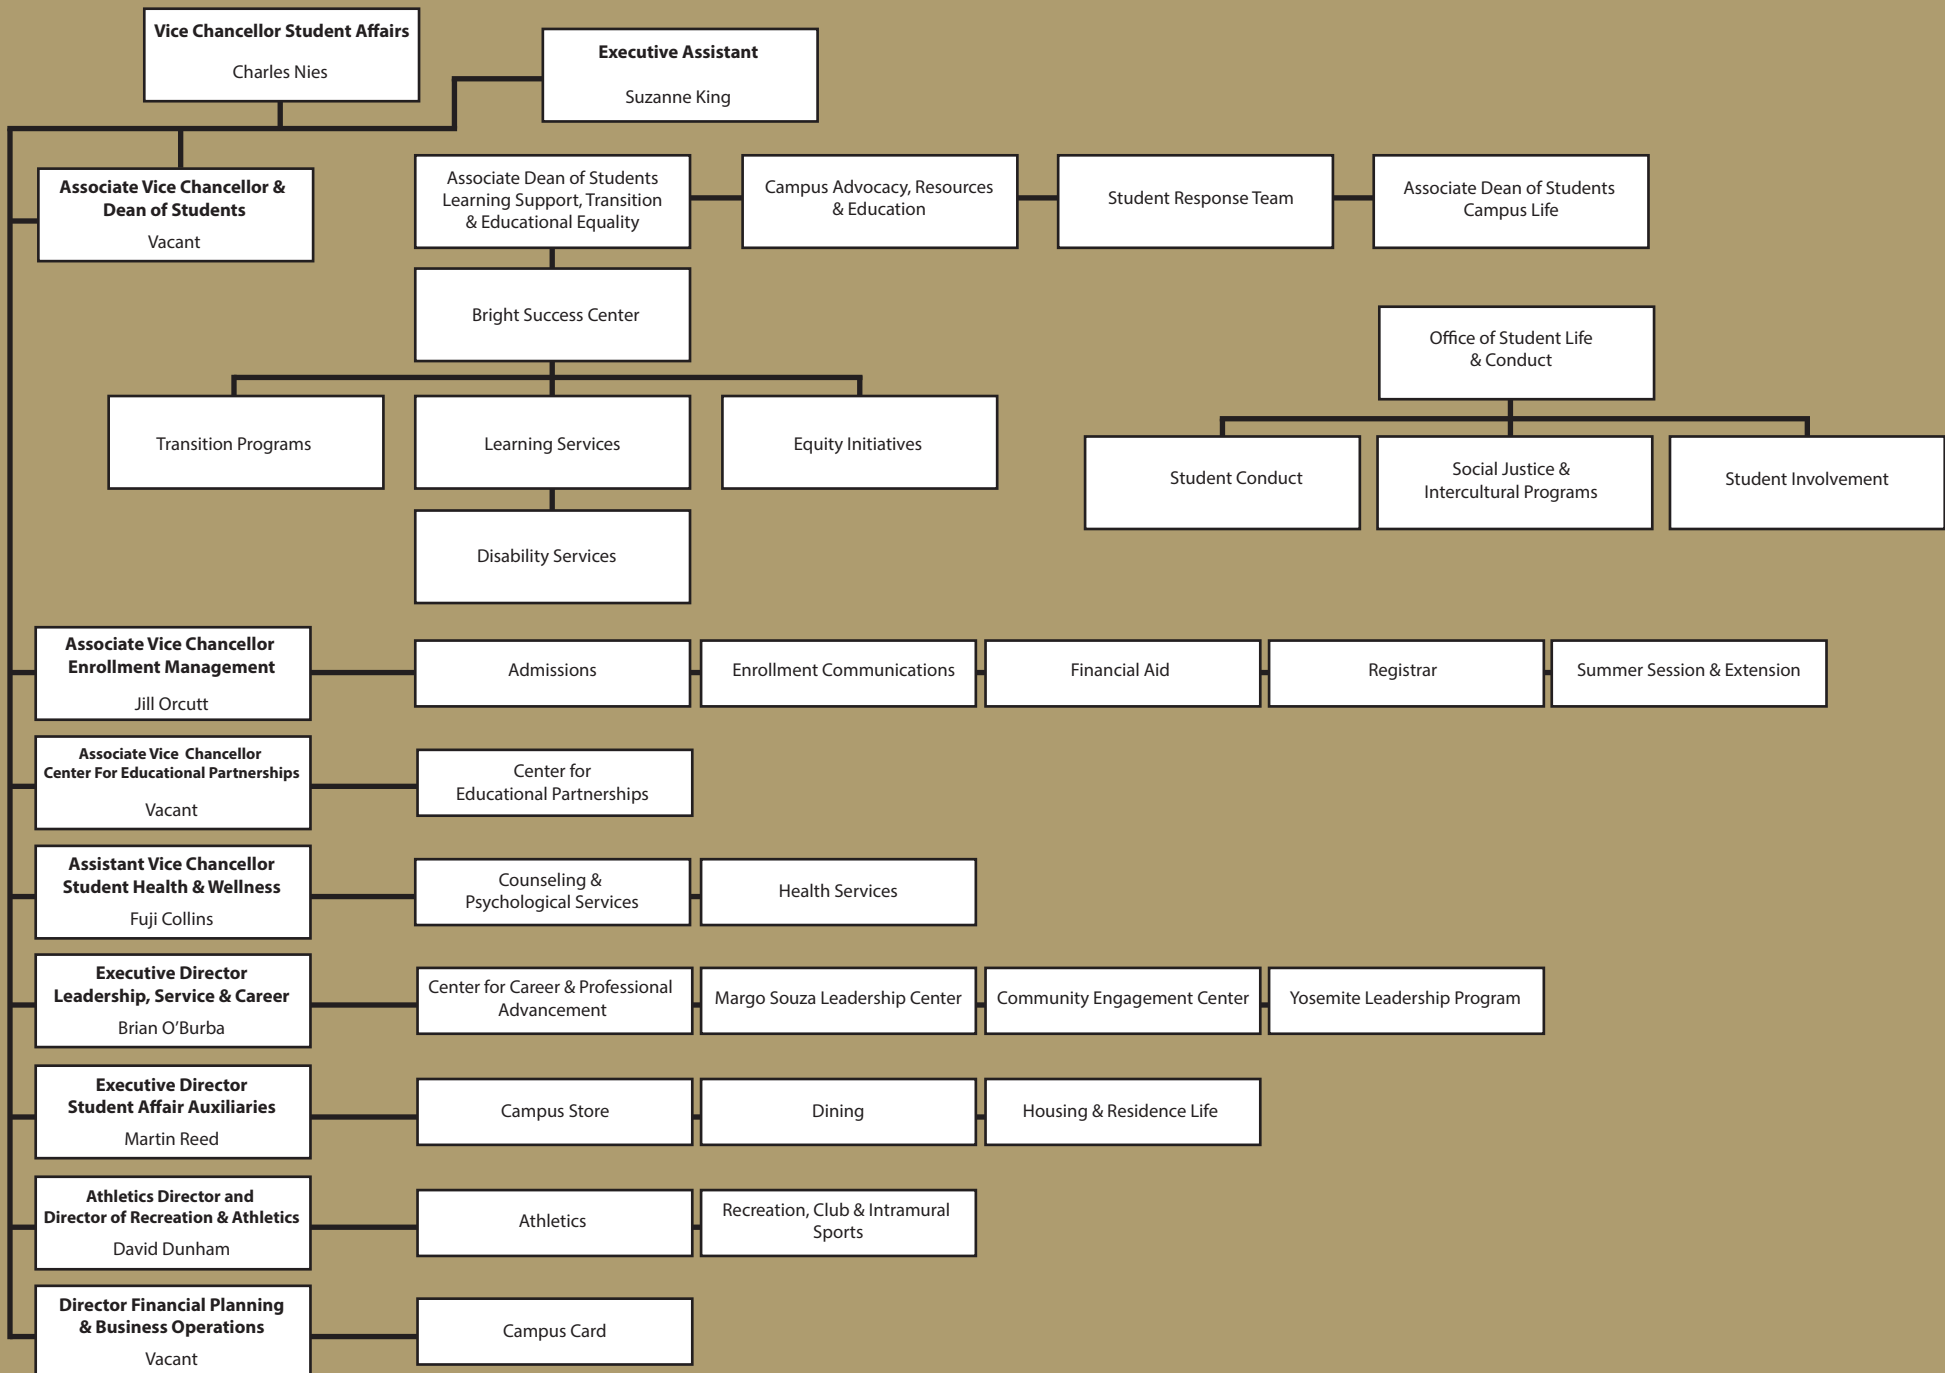 Vice Chancellor Student Affairs
Charles Nies
Executive Assistant
Suzanne King
Associate Vice Chancellor &
Dean of Students
Vacant
Associate Dean of Students
Learning Support, Transition
& Educational Equality
Campus Advocacy, Resources
& Education
Student Response Team
Associate Dean of Students
Campus Life
Bright Success Center
Office of Student Life
& Conduct
Transition Programs
Learning Services
Equity Initiatives
Student Conduct
Social Justice &
Intercultural Programs
Student Involvement
Disability Services
Associate Vice Chancellor
Enrollment Management
Jill Orcutt
Admissions
Enrollment Communications
Financial Aid
Registrar
Summer Session & Extension
Associate Vice Chancellor
Center For Educational Partnerships
Vacant
Center for
Educational Partnerships
Assistant Vice Chancellor
Student Health & Wellness
Fuji Collins
Counseling &
Psychological Services
Health Services
Executive Director
Leadership, Service & Career
Brian O'Burba
Center for Career & Professional
Advancement
Margo Souza Leadership Center
Community Engagement Center
Yosemite Leadership Program
Executive Director
Student Affair Auxiliaries
Martin Reed
Campus Store
Dining
Housing & Residence Life
Athletics Director and
Director of Recreation & Athletics
David Dunham
Athletics
Recreation, Club & Intramural
Sports
Director Financial Planning
& Business Operations
Vacant
Campus Card